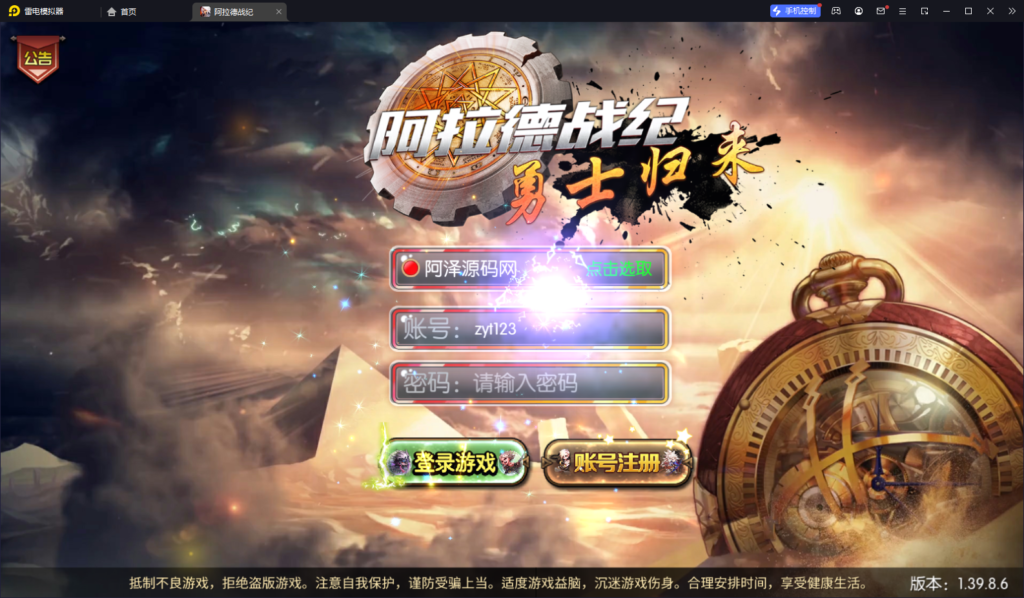 雷电模拟器
首页
阿拉德战纪
手机控制
公告
阿拉德战纪
勇士归来
阿泽源码网 点击选取
账号: zyt123
密码: 请输入密码
登录游戏
账号注册
抵制不良游戏，拒绝盗版游戏。注意自我保护，谨防受骗上当。适度游戏益脑，沉迷游戏伤身。合理安排时间，享受健康生活。
版本: 1.39.8.6